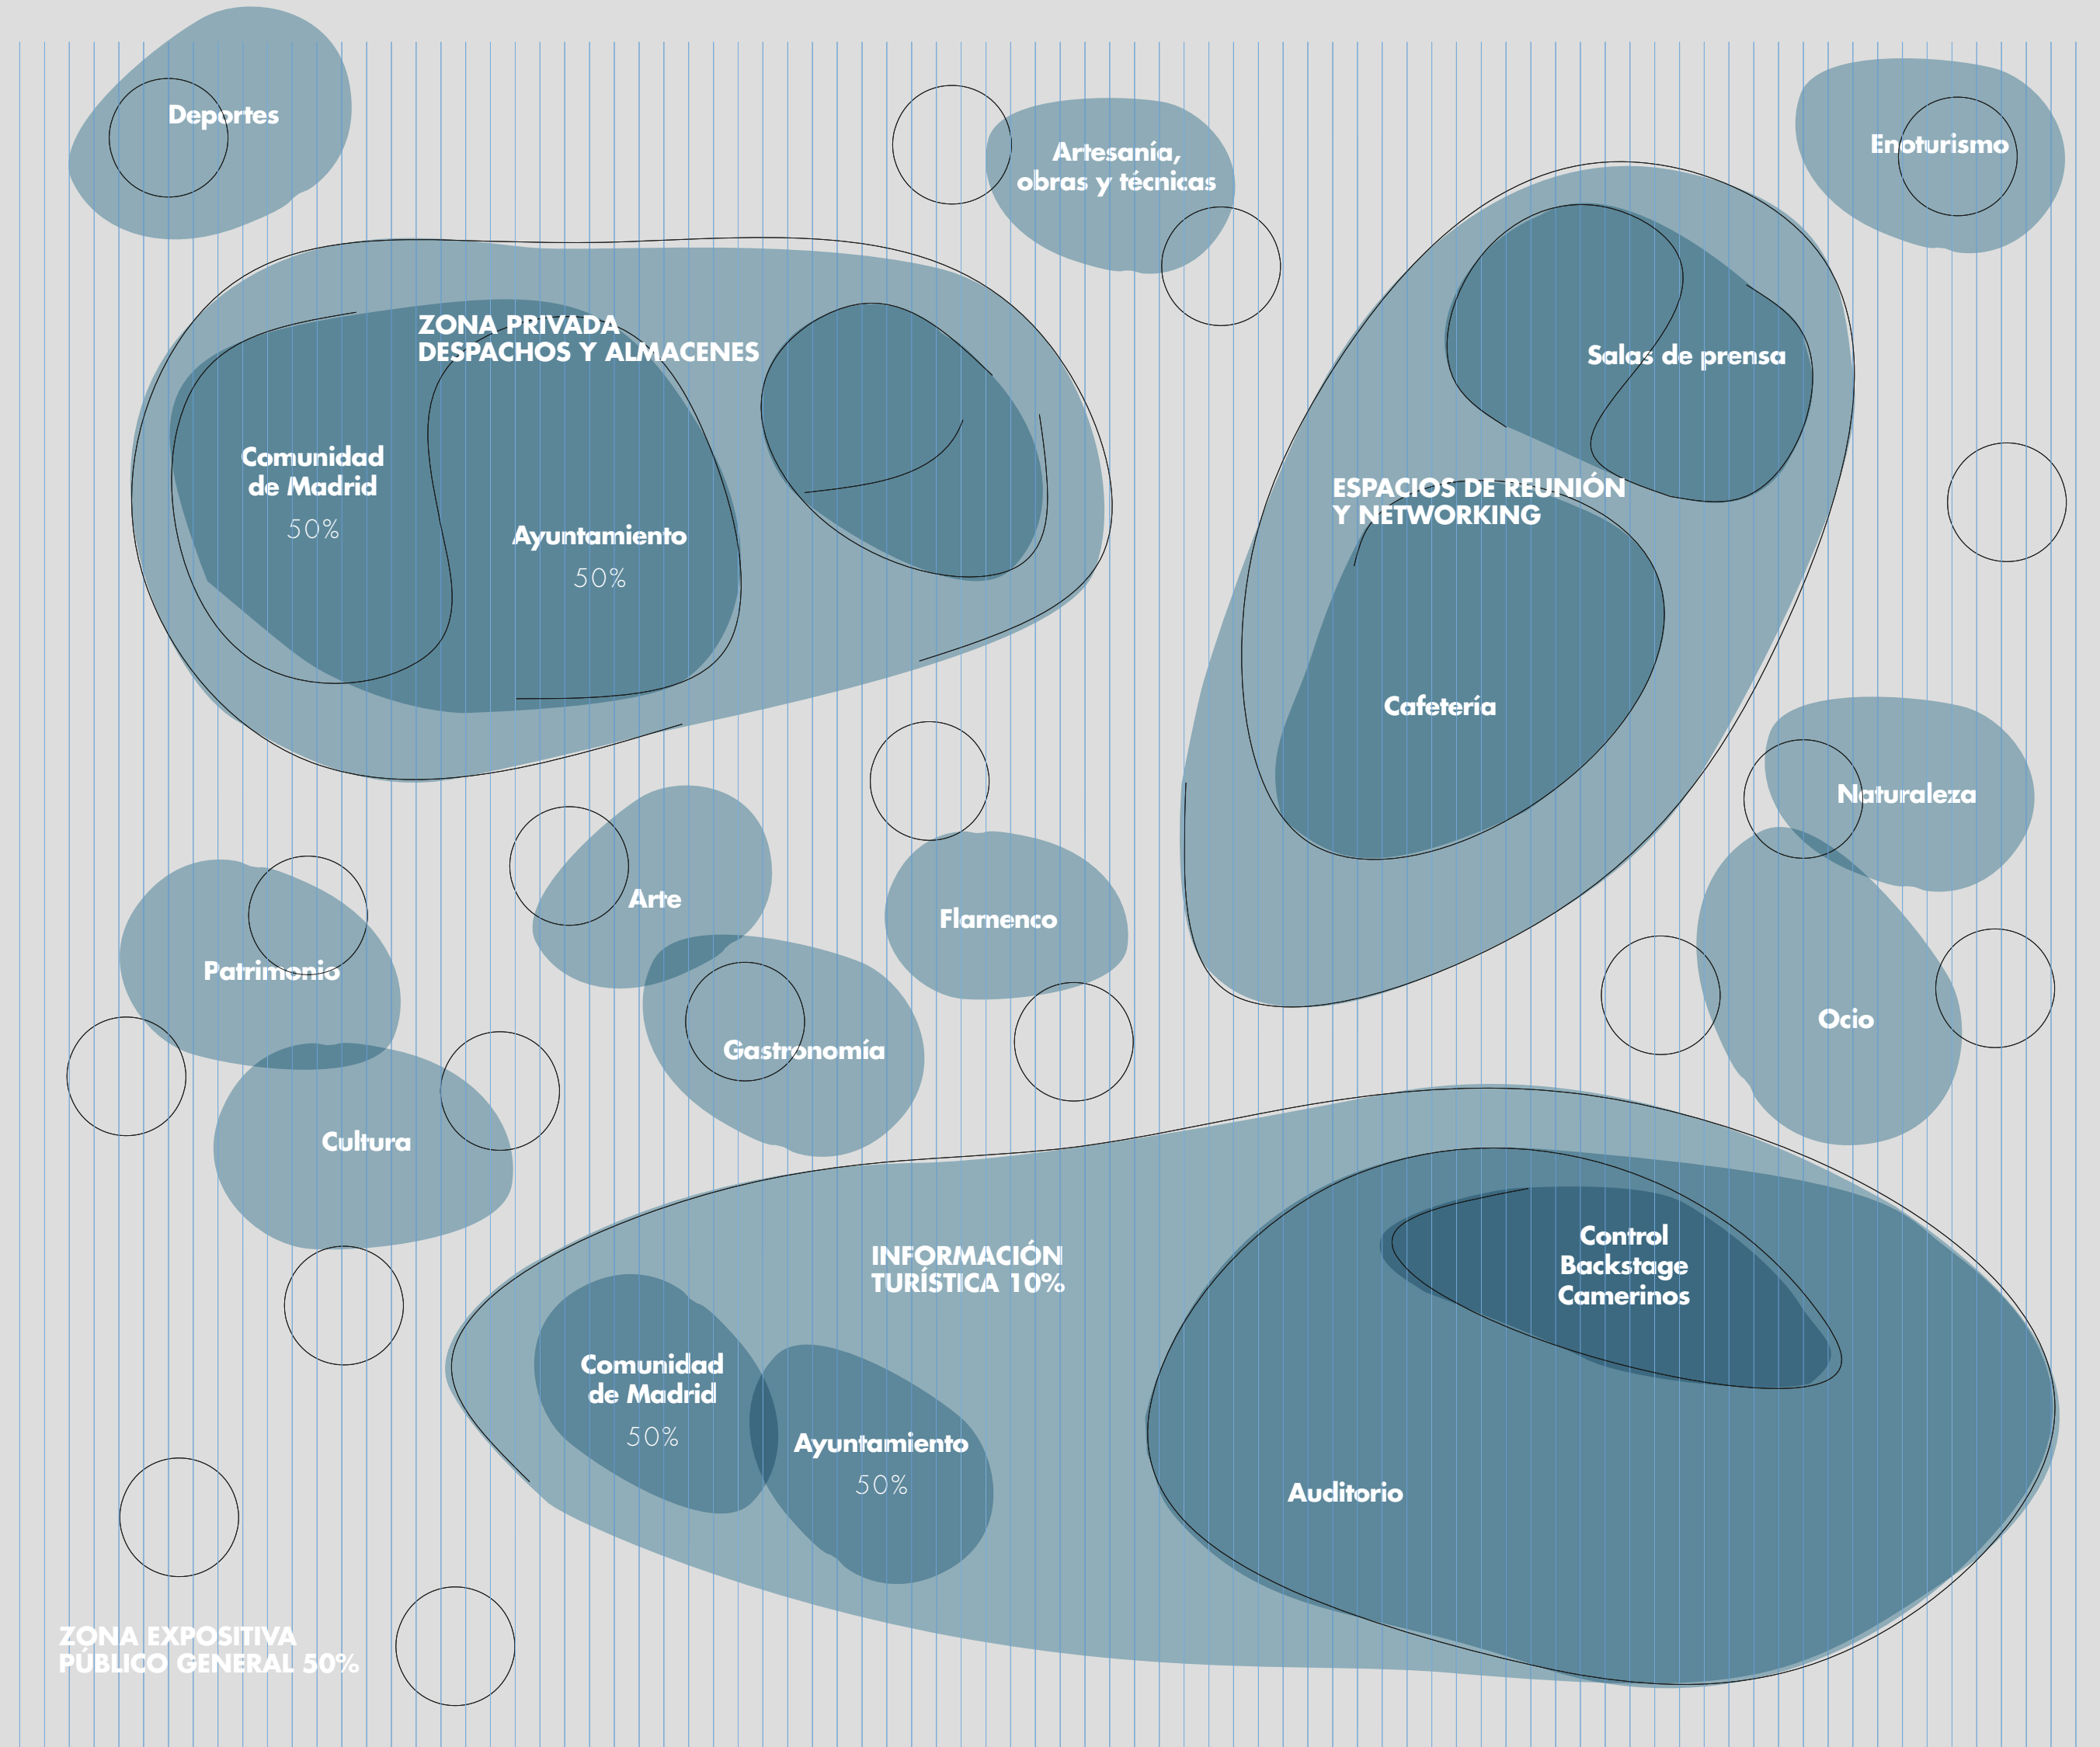 Deportes
Artesanía,
obras y técnicas
Enoturismo
ZONA PRIVADA
DESPACHOS Y ALMACENES
Comunidad
de Madrid
50%
Ayuntamiento
50%
Salas de prensa
ESPACIOS DE REUNIÓN
Y NETWORKING
Cafetería
Naturaleza
Arte
Flamenco
Patrimonio
Gastronomía
Ocio
Cultura
INFORMACIÓN
TURÍSTICA 10%
Control
Backstage
Camerinos
Comunidad
de Madrid
50%
Ayuntamiento
50%
Auditorio
ZONA EXPOSITIVA
PÚBLICO GENERAL 50%